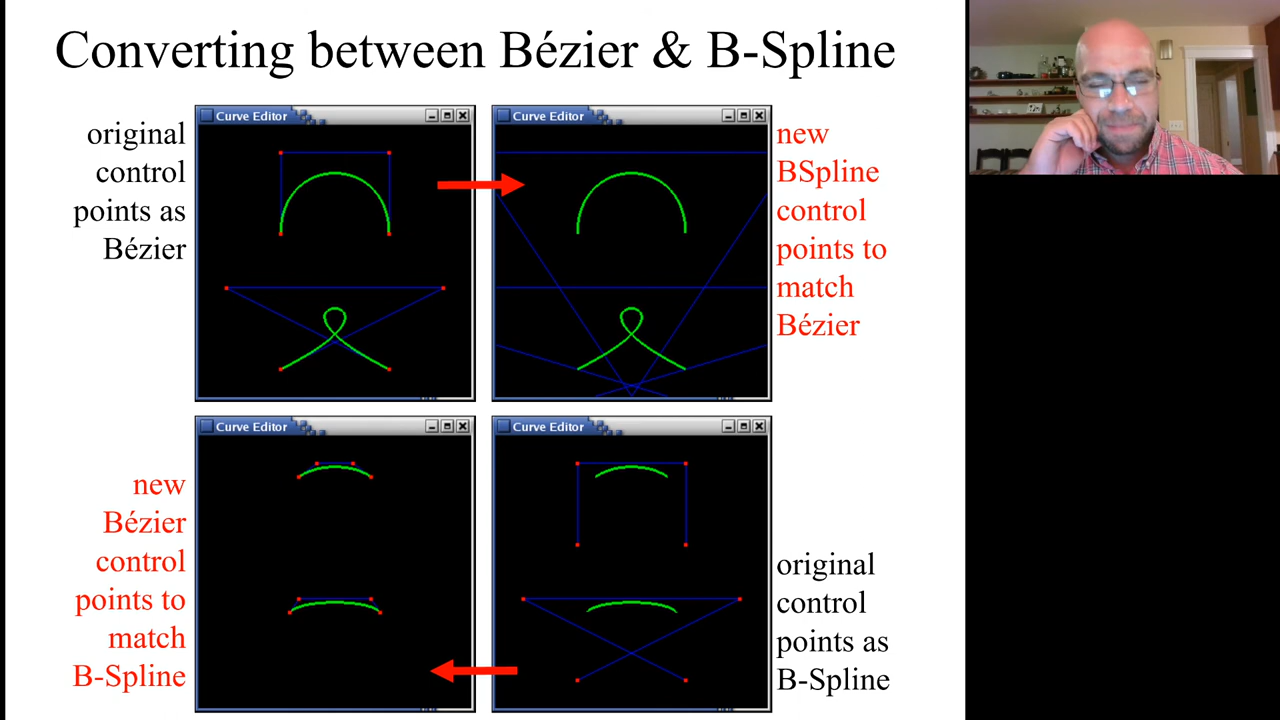 Converting between Bézier & B-Spline
original
control
points as
Bézier
Curve Editor
Curve Editor
new
BSpline
control
points to
match
Bézier
new
Bézier
control
points to
match
B-Spline
Curve Editor
Curve Editor
original
control
points as
B-Spline